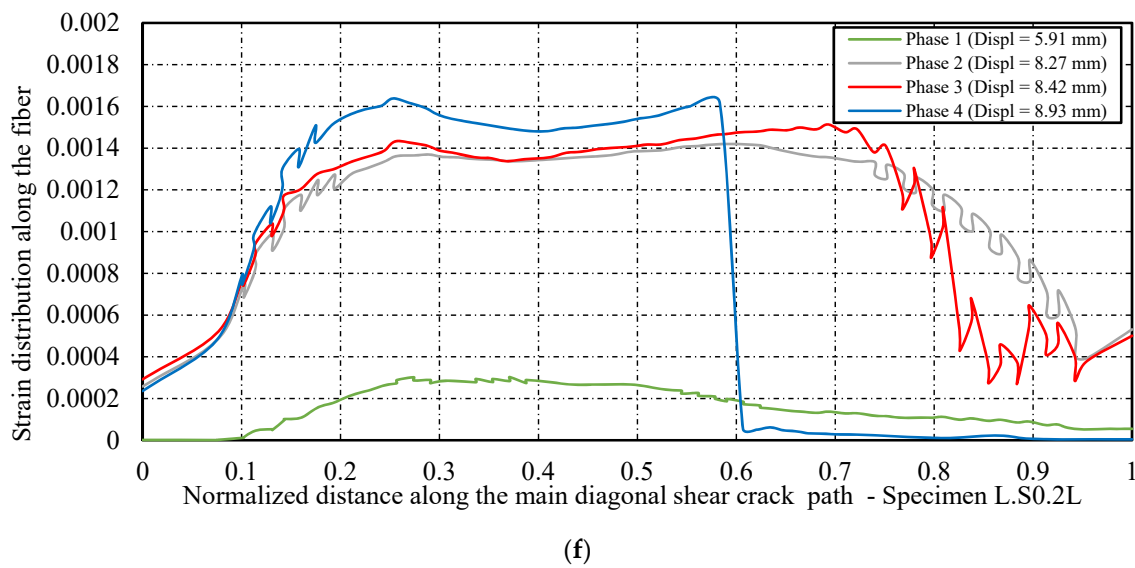 0.002
0.0018
0.0016
0.0014
0.0012
0.001
0.0008
0.0006
0.0004
0.0002
0
Strain distribution along the fiber
Phase 1 (Displ = 5.91 mm)
Phase 2 (Displ = 8.27 mm)
Phase 3 (Displ = 8.42 mm)
Phase 4 (Displ = 8.93 mm)
0 0.1 0.2 0.3 0.4 0.5 0.6 0.7 0.8 0.9 1
Normalized distance along the main diagonal shear crack path - Specimen L.S0.2L
(f)